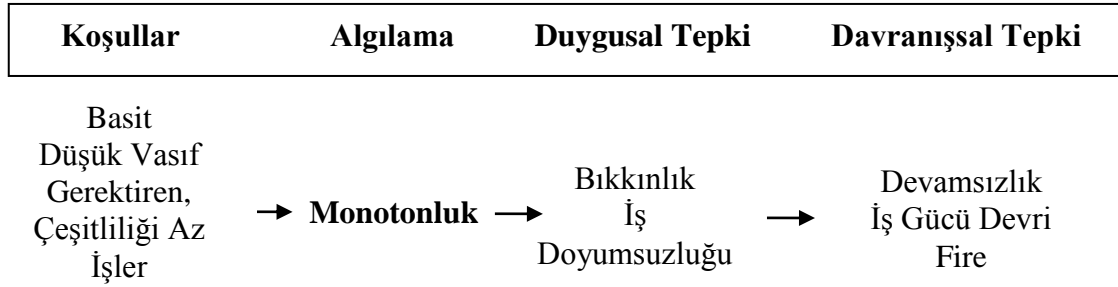 Koşullar Algılama Duygusal Tepki Davranışsal Tepki
Basit
Düşük Vasıf
Gerektiren,
Çeşitliliği Az
İşler
→ Monotonluk →
Bıkkınlık
İş
Doyumsuzluğu
→
Devamsızlık
İş Gücü Devri
Fire